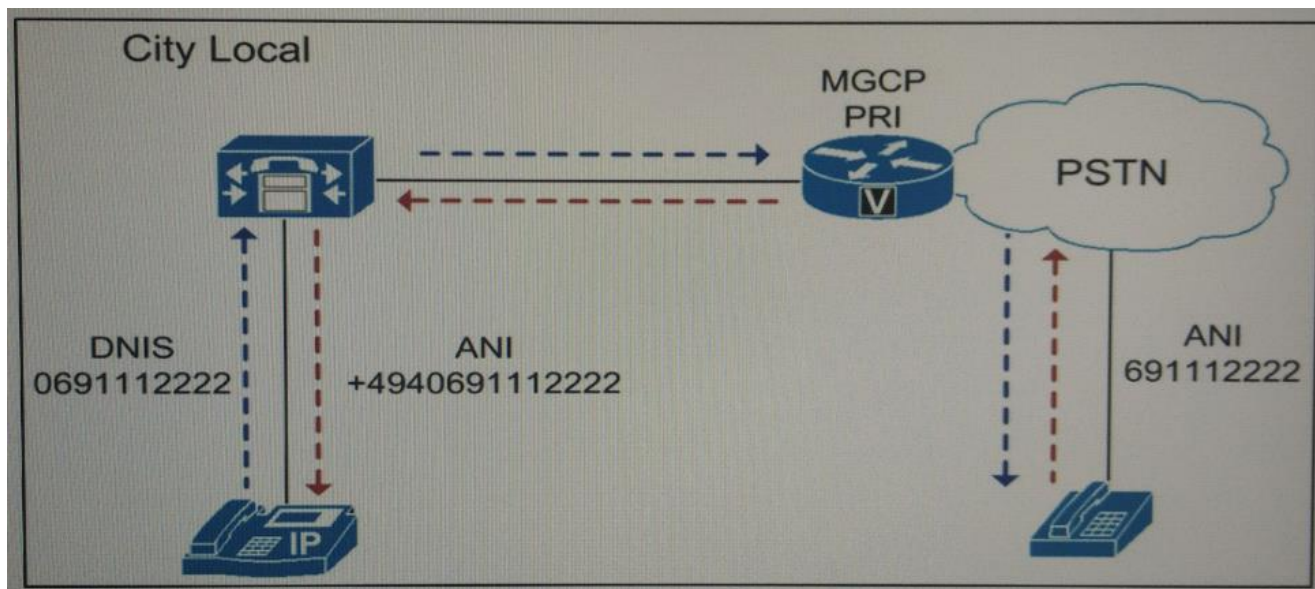 City Local
MGCP
PRI
PSTN
V
DNIS
0691112222
ANI
+4940691112222
ANI
691112222
IP